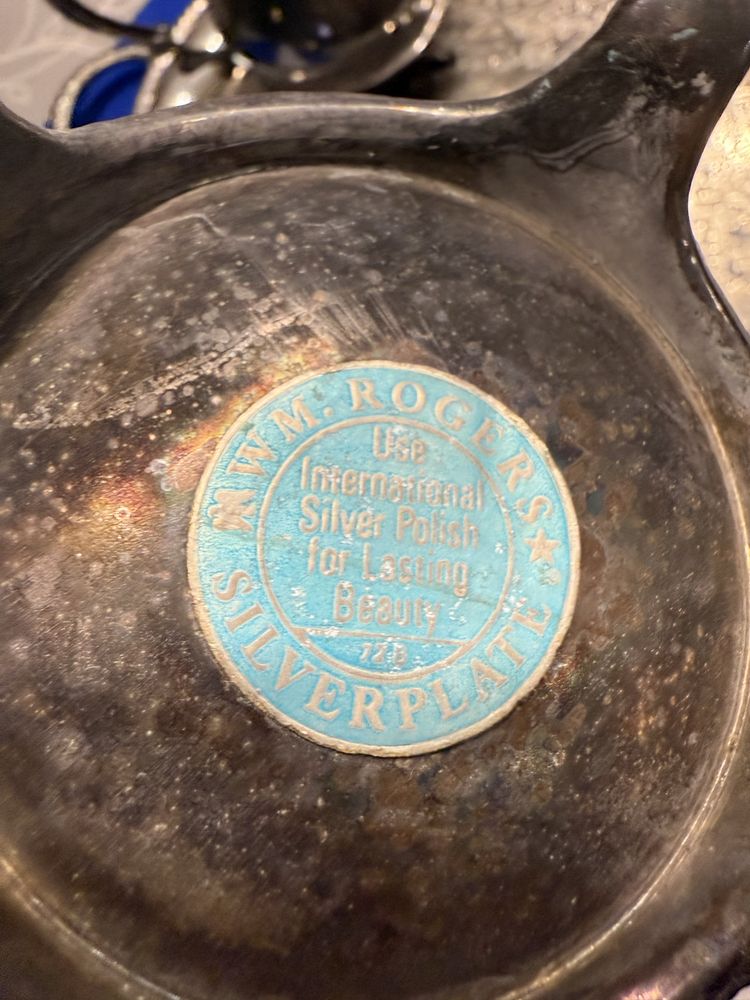 WM. ROGERS
Use
International
Silver Polish
for Lasting
Beauty
SILVERPLATE